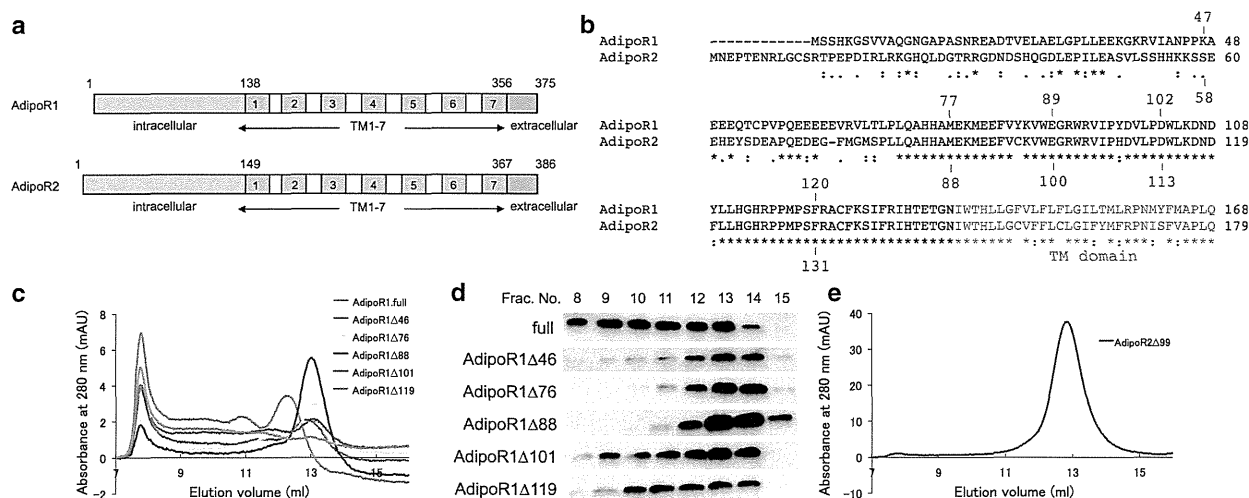 a
1 138 356 375
AdipoR1 1 2 3 4 5 6 7
intracellular TM1-7 extracellular
1 149 367 386
AdipoR2 1 2 3 4 5 6 7
intracellular TM1-7 extracellular
b
47
AdipoR1 -----------MSSHKGSVVAQGNGAPASNREADTVELAELGPLLEEKGKRVIANPPKA 48
AdipoR2 MNEPTENRLGCSRTPEPDIRLRKGHQLDGTRRGDNDSHQGDLEPILEASVLSSHHKKSSE 60
77 89 102 58
AdipoR1 EEEQTCPVPQEEEEEVRVLTLPLQAHHAMEKMEEFVYKVWEGRWRVIPYDVLPDWLKDND 108
AdipoR2 EHEYSDEAPQEDEG-FMGMSPLLQAHHAMEKMEEFVCKVWEGRWRVIPHDVLPDWLKDND 119
120 88 100 113
AdipoR1 YLLHGHRPPMPSFRACFKSIFRIHTETGNIWTHLLGFVLFLFLGILTMLRPNMYFMAPLQ 168
AdipoR2 FLLHGHRPPMPSFRACFKSIFRIHTETGNIWTHLLGCVFFLCLGIFYMFRPNISFVAPLQ 179
131
TM domain
c
Absorbance at 280 nm (mAU)
8
6
4
2
0
-2
7 9 11 13 15
Elution volume (ml)
AdipoR1.full
AdipoR1Δ46
AdipoR1Δ76
AdipoR1Δ88
AdipoR1Δ101
AdipoR1Δ119
d
Frac. No. 8 9 10 11 12 13 14 15
full
AdipoR1Δ46
AdipoR1Δ76
AdipoR1Δ88
AdipoR1Δ101
AdipoR1Δ119
e
Absorbance at 280 nm (mAU)
40
30
20
10
0
-10
7 9 11 13 15
Elution volume (ml)
AdipoR2Δ99